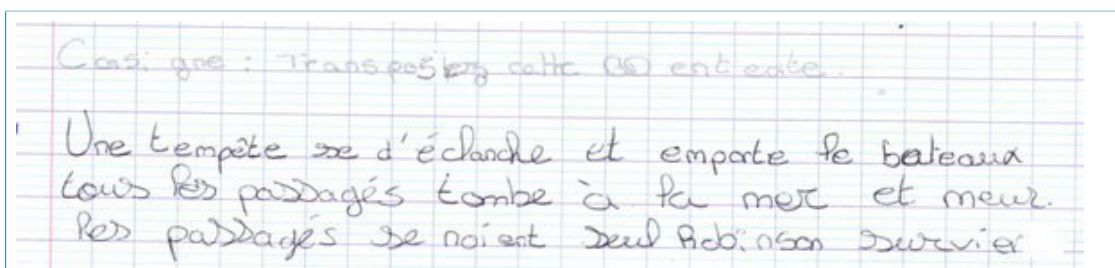 Consigne : Transposez cette BD en texte.
Une tempête se d'éclanche et emporte le bateaux
tous les passagés tombe à la mer et meur.
les passagés se noient seul Robinson survier